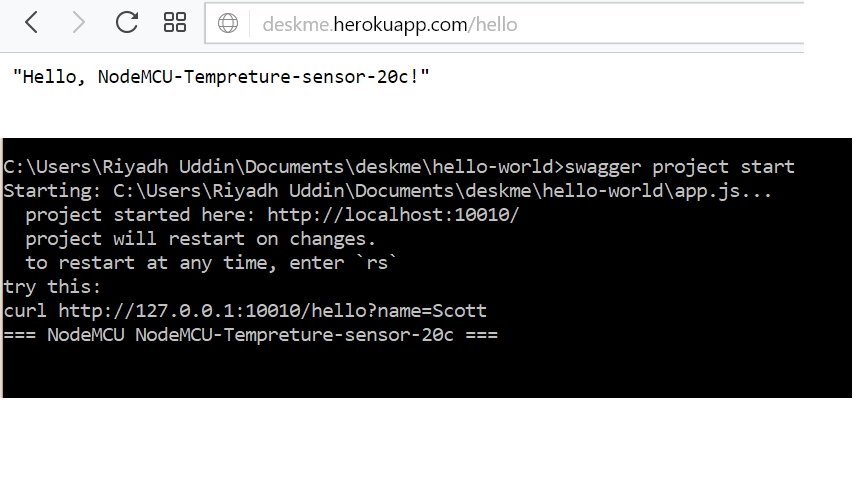 deskme.herokuapp.com/hello
"Hello, NodeMCU-Tempreture-sensor-20c!"
C:\Users\Riyadh Uddin\Documents\deskme\hello-world>swagger project start
Starting: C:\Users\Riyadh Uddin\Documents\deskme\hello-world\app.js...
project started here: http://localhost:10010/
project will restart on changes.
to restart at any time, enter `rs`
try this:
curl http://127.0.0.1:10010/hello?name=Scott
=== NodeMCU NodeMCU-Tempreture-sensor-20c ===